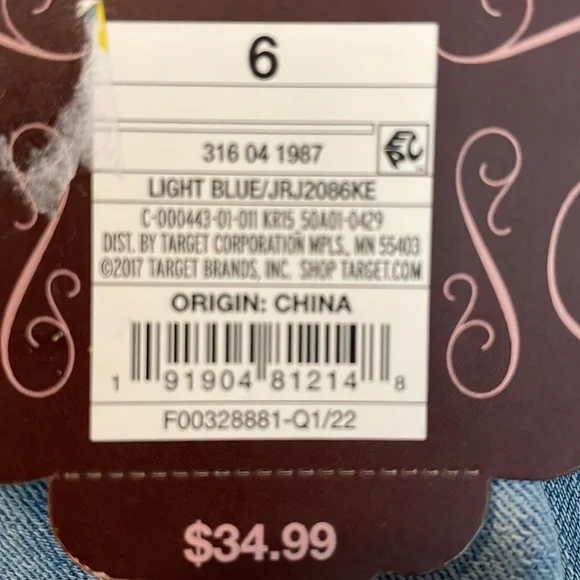 6
316 04 1987
EPC
LIGHT BLUE/JRJ2086KE
C-000443-01-011 KR15_50A01-0429
DIST. BY TARGET CORPORATION MPLS, MN 55403
©2017 TARGET BRANDS, INC. SHOP TARGET.COM
ORIGIN: CHINA
1 91904 81214 8
F00328881-Q1/22
$34.99